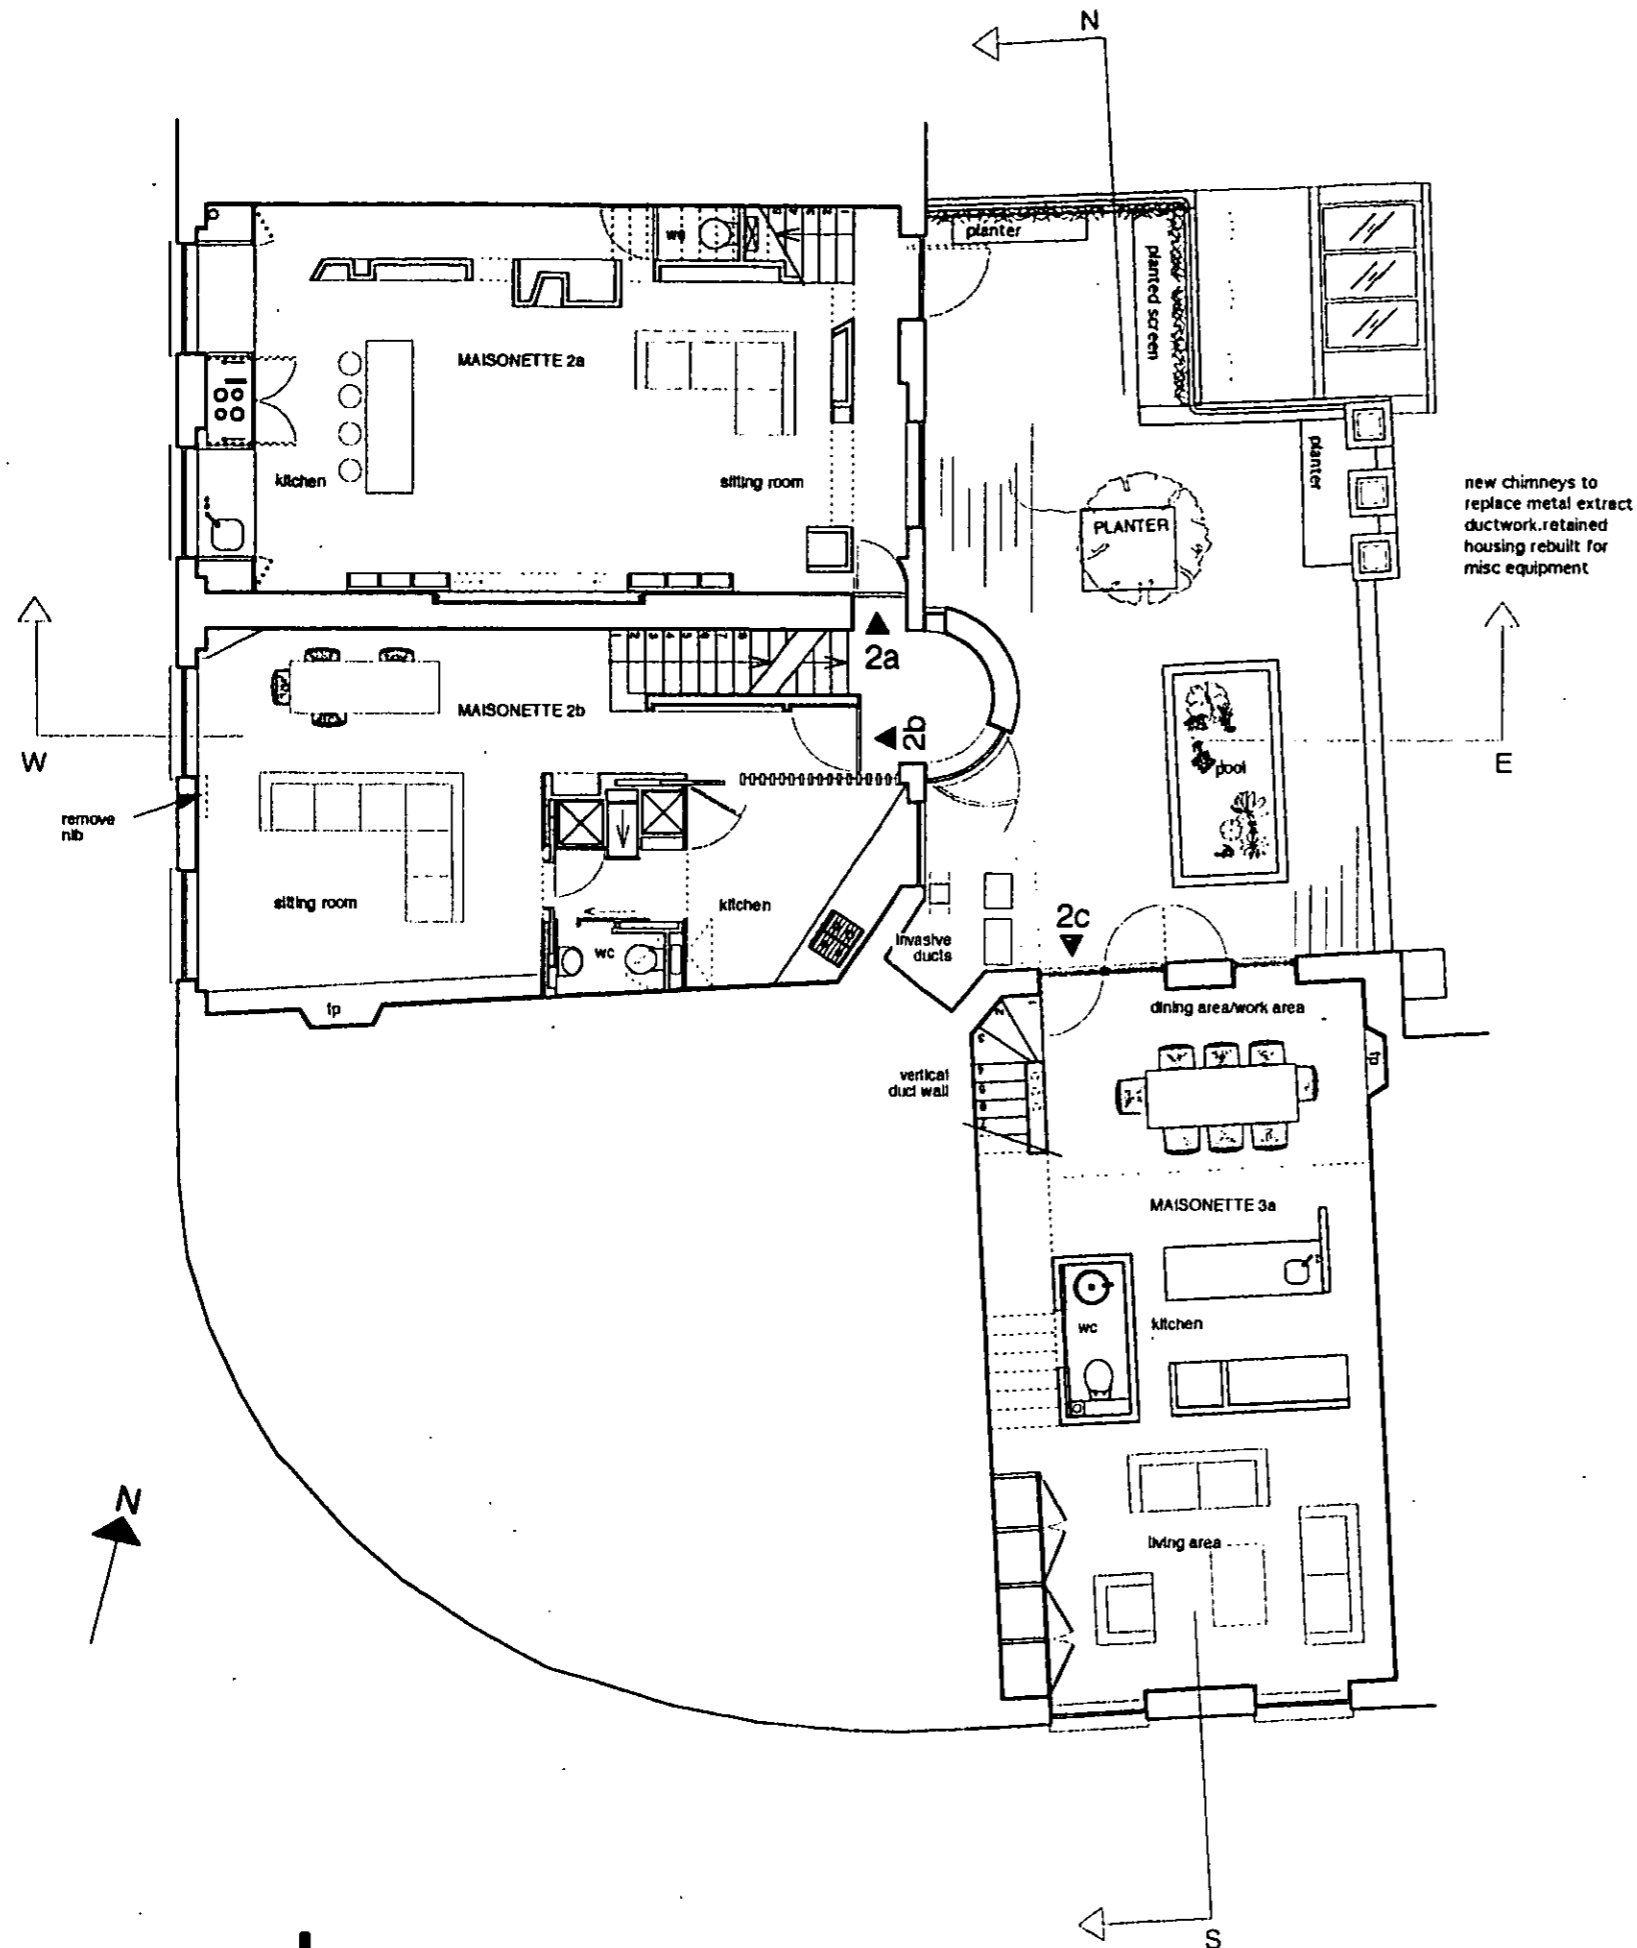 N
planter
planted screen
wc
MAISONETTE 2a
kitchen
sitting room
PLANTER
planter
new chimneys to
replace metal extract
ductwork.retained
housing rebuilt for
misc equipment
2a
MAISONETTE 2b
2b
W
E
pool
remove
nib
sitting room
kitchen
wc
invasive
ducts
2c
fp
dining area/work area
fp
vertical
duct wall
MAISONETTE 3a
wc
kitchen
N
living area
S